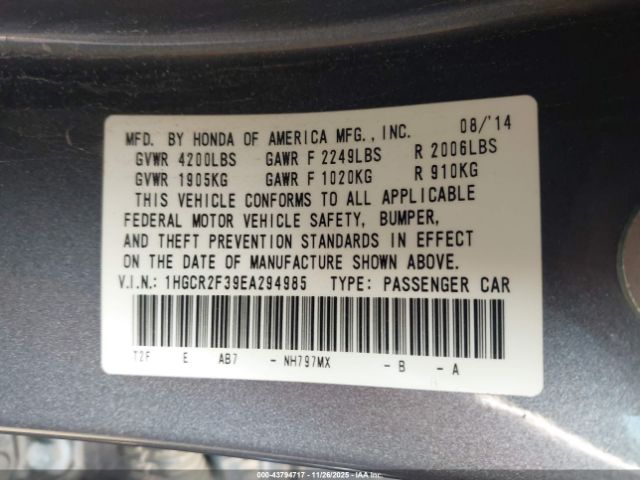 MFD. BY HONDA OF AMERICA MFG., INC. 08/'14
GVWR 4200LBS GAWR F 2249LBS R 2006LBS
GVWR 1905KG GAWR F 1020KG R 910KG
THIS VEHICLE CONFORMS TO ALL APPLICABLE
FEDERAL MOTOR VEHICLE SAFETY, BUMPER,
AND THEFT PREVENTION STANDARDS IN EFFECT
ON THE DATE OF MANUFACTURE SHOWN ABOVE.
V.I.N.: 1HGCR2F39EA294985 TYPE: PASSENGER CAR
T2F E AB7 - NH797MX - B - A
000-43794717 - 11/26/2025 - IAAI.COM